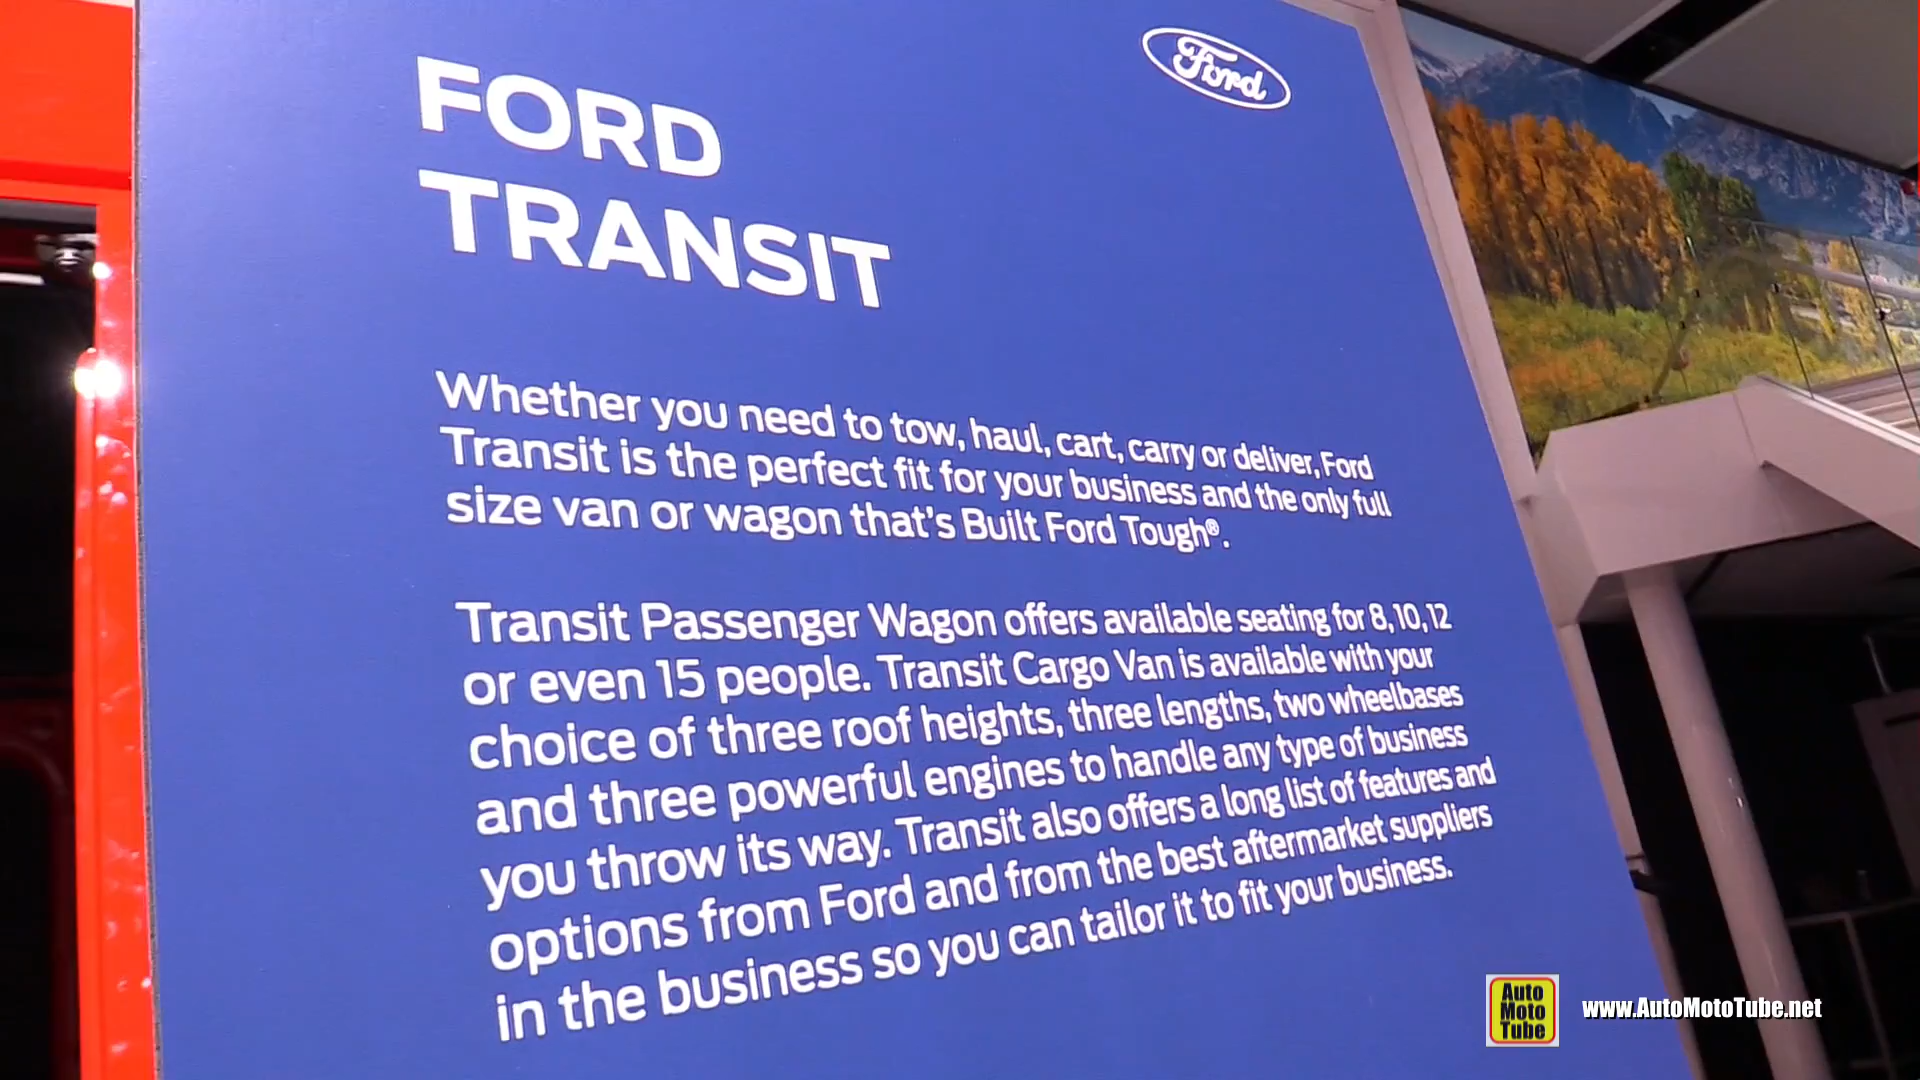 Ford
FORD
TRANSIT
Whether you need to tow, haul, cart, carry or deliver, Ford
Transit is the perfect fit for your business and the only full
size van or wagon that's Built Ford Tough®.
Transit Passenger Wagon offers available seating for 8, 10, 12
or even 15 people. Transit Cargo Van is available with your
choice of three roof heights, three lengths, two wheelbases
and three powerful engines to handle any type of business
you throw its way. Transit also offers a long list of features and
options from Ford and from the best aftermarket suppliers
in the business so you can tailor it to fit your business.
Auto
Moto
Tube
www.AutoMotoTube.net